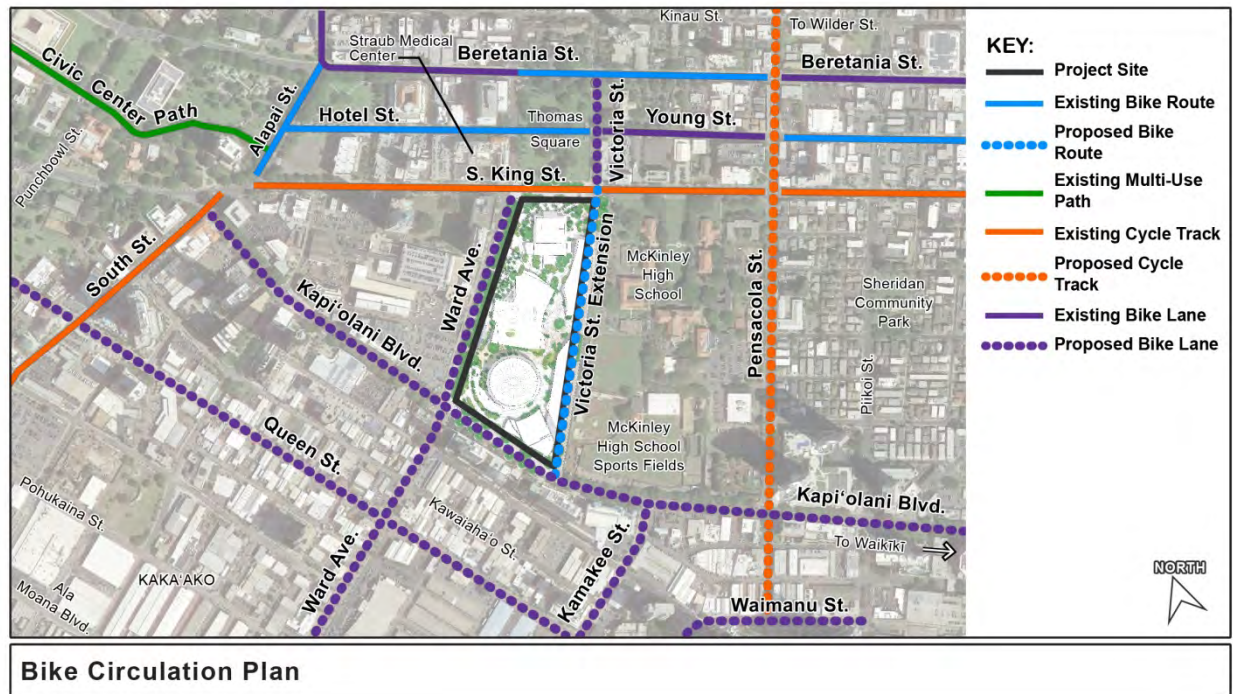 Kinau St.
To Wilder St.
Straub Medical
Center
Beretania St.
Beretania St.
Civic Center Path
Alapai St.
Hotel St.
Thomas
Square
Victoria St.
Young St.
Punchbowl St.
S. King St.
South St.
Kapi‘olani Blvd.
Ward Ave.
Victoria St. Extension
McKinley
High
School
Pensacola St.
Sheridan
Community
Park
Piikoi St.
Queen St.
McKinley
High School
Sports Fields
Pohukaina St.
Kawaiaha‘o St.
Kapi‘olani Blvd.
To Waikīkī
KAKA‘AKO
Ala
Moana Blvd.
Ward Ave.
Kamakee St.
Waimanu St.
KEY:
Project Site
Existing Bike Route
Proposed Bike
Route
Existing Multi-Use
Path
Existing Cycle Track
Proposed Cycle
Track
Existing Bike Lane
Proposed Bike Lane
NORTH
Bike Circulation Plan